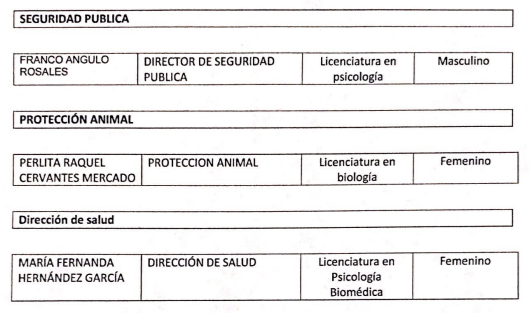 SEGURIDAD PUBLICA
FRANCO ANGULO ROSALES DIRECTOR DE SEGURIDAD PUBLICA Licenciatura en psicología Masculino
PROTECCIÓN ANIMAL
PERLITA RAQUEL CERVANTES MERCADO PROTECCION ANIMAL Licenciatura en biología Femenino
Dirección de salud
MARÍA FERNANDA HERNÁNDEZ GARCÍA DIRECCIÓN DE SALUD Licenciatura en Psicología Biomédica Femenino